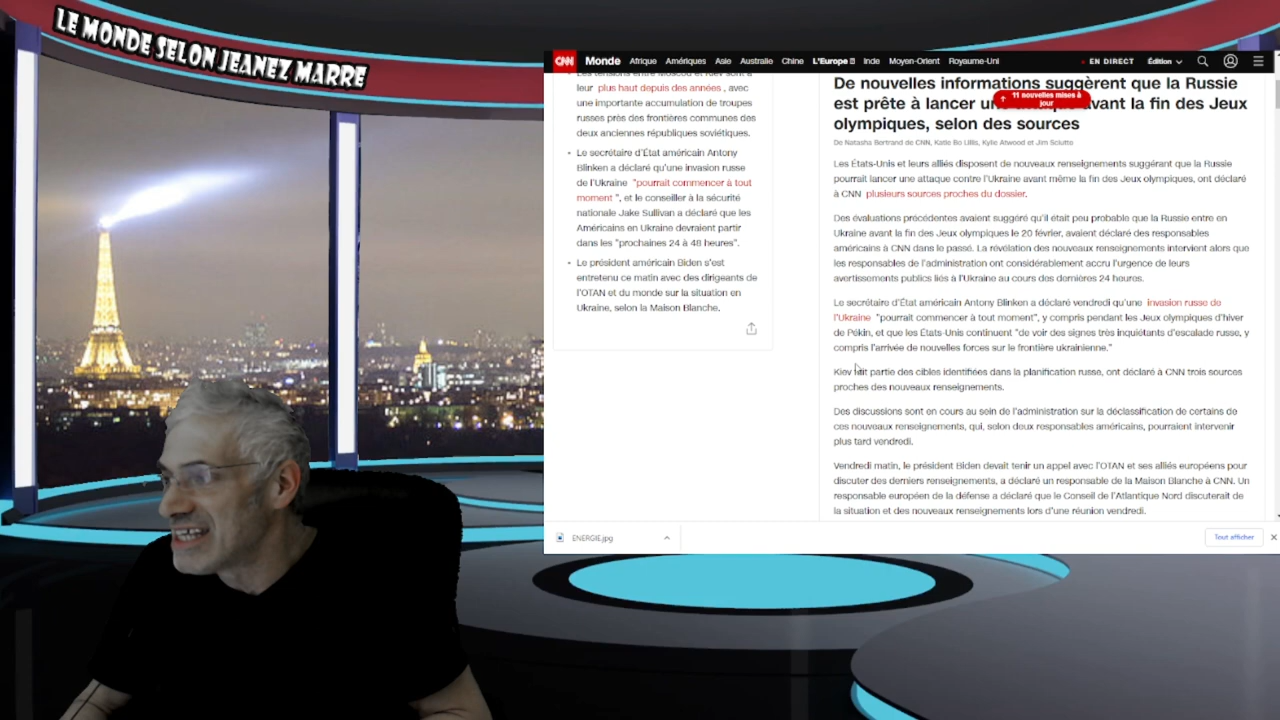 LE MONDE SELON JEANEZ MARRE
CNN Monde Afrique Amériques Asie Australie Chine L'Europe Inde Moyen-Orient Royaume-Uni EN DIRECT Édition
Les tensions entre Moscou et Kiev sont à
leur plus haut depuis des années , avec
une importante accumulation de troupes
russes près des frontières communes des
deux anciennes républiques soviétiques.
Le secrétaire d'État américain Antony
Blinken a déclaré qu'une invasion russe
de l'Ukraine "pourrait commencer à tout
moment ", et le conseiller à la sécurité
nationale Jake Sullivan a déclaré que les
Américains en Ukraine devraient partir
dans les "prochaines 24 à 48 heures".
Le président américain Biden s'est
entretenu ce matin avec des dirigeants de
l'OTAN et du monde sur la situation en
Ukraine, selon la Maison Blanche.
De nouvelles informations suggèrent que la Russie
est prête à lancer avant la fin des Jeux
olympiques, selon des sources
11 nouvelles mises à
jour
De Natasha Bertrand de CNN, Katie Bo Lillis, Kylie Atwood et Jim Sciutto
Les États-Unis et leurs alliés disposent de nouveaux renseignements suggérant que la Russie
pourrait lancer une attaque contre l'Ukraine avant même la fin des Jeux olympiques, ont déclaré
à CNN plusieurs sources proches du dossier.
Des évaluations précédentes avaient suggéré qu'il était peu probable que la Russie entre en
Ukraine avant la fin des Jeux olympiques le 20 février, avaient déclaré des responsables
américains à CNN dans le passé. La révélation des nouveaux renseignements intervient alors que
les responsables de l'administration ont considérablement accru l'urgence de leurs
avertissements publics liés à l'Ukraine au cours des dernières 24 heures.
Le secrétaire d'État américain Antony Blinken a déclaré vendredi qu'une invasion russe de
l'Ukraine "pourrait commencer à tout moment", y compris pendant les Jeux olympiques d'hiver
de Pékin, et que les États-Unis continuent "de voir des signes très inquiétants d'escalade russe, y
compris l'arrivée de nouvelles forces sur le frontière ukrainienne."
Kiev fait partie des cibles identifiées dans la planification russe, ont déclaré à CNN trois sources
proches des nouveaux renseignements.
Des discussions sont en cours au sein de l'administration sur la déclassification de certains de
ces nouveaux renseignements, qui, selon deux responsables américains, pourraient intervenir
plus tard vendredi.
Vendredi matin, le président Biden devait tenir un appel avec l'OTAN et ses alliés européens pour
discuter des derniers renseignements, a déclaré un responsable de la Maison Blanche à CNN. Un
responsable européen de la défense a déclaré que le Conseil de l'Atlantique Nord discuterait de
la situation et des nouveaux renseignements lors d'une réunion vendredi.
ENERGIE.jpg
Tout afficher